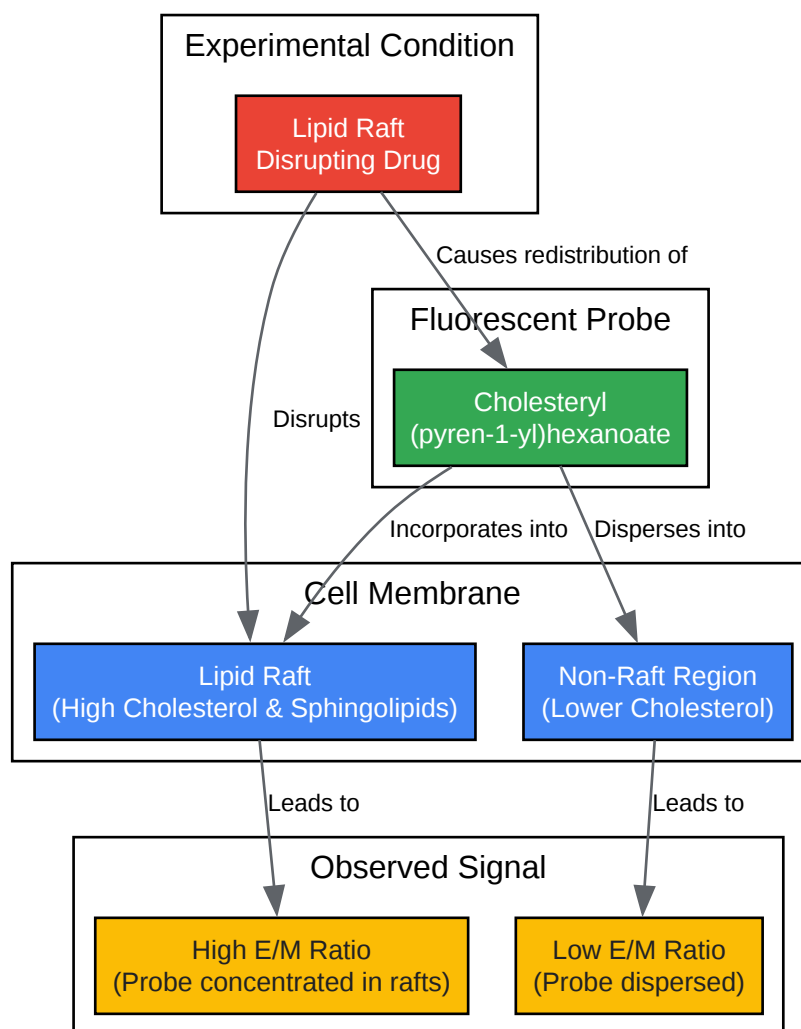 Experimental Condition
Lipid Raft
Disrupting Drug
Causes redistribution of
Fluorescent Probe
Cholesteryl
(pyren-1-yl)hexanoate
Disrupts
Incorporates into
Disperses into
Cell Membrane
Lipid Raft
(High Cholesterol & Sphingolipids)
Non-Raft Region
(Lower Cholesterol)
Leads to
Leads to
Observed Signal
High E/M Ratio
(Probe concentrated in rafts)
Low E/M Ratio
(Probe dispersed)